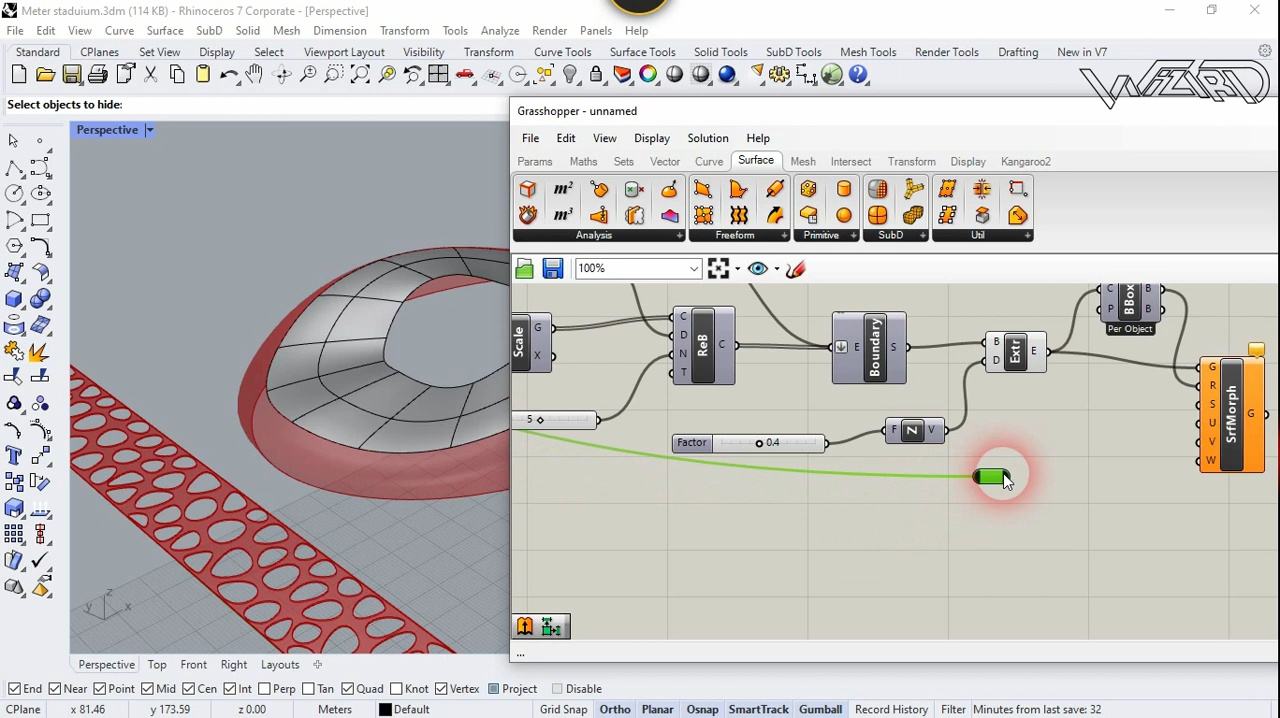 Meter staduium.3dm (114 KB) - Rhinoceros 7 Corporate - [Perspective]
File Edit View Curve Surface SubD Solid Mesh Dimension Transform Tools Analyze Render Panels Help
Standard CPlanes Set View Display Select Viewport Layout Visibility Transform Curve Tools Surface Tools Solid Tools SubD Tools Mesh Tools Render Tools Drafting New in V7
WIZARD
Select objects to hide:
Perspective
Grasshopper - unnamed
File Edit View Display Solution Help
Params Maths Sets Vector Curve Surface Mesh Intersect Transform Display Kangaroo2
m²
m³
Analysis Freeform Primitive SubD Util
100%
Scale G X
C D N T ReB C
E Boundary S
B D Extr E
C P BBox B B
Per Object
G R S U V W SrfMorph G
5
Factor 0.4
F Z V
z
y x
...
Perspective Top Front Right Layouts
End Near Point Mid Cen Int Perp Tan Quad Knot Vertex Project Disable
CPlane x 81.46 y 173.59 z 0.00 Meters Default Grid Snap Ortho Planar Osnap SmartTrack Gumball Record History Filter Minutes from last save: 32